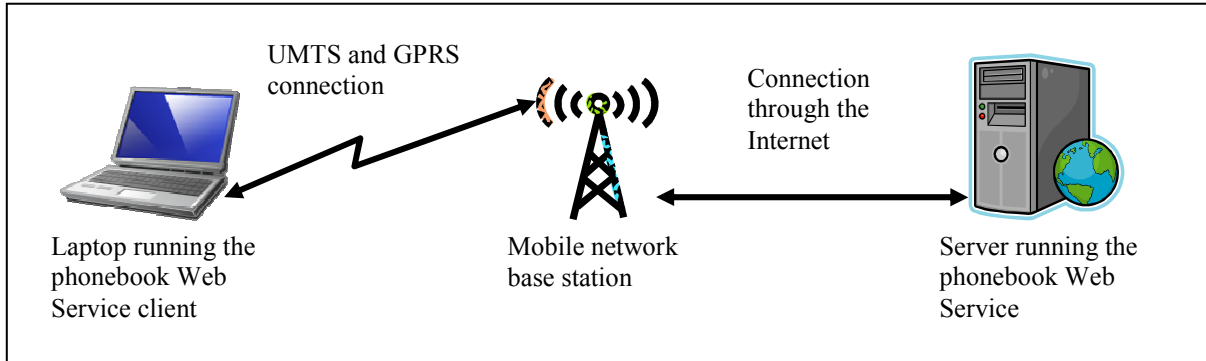 UMTS and GPRS
connection
Connection
through the
Internet
Laptop running the
phonebook Web
Service client
Mobile network
base station
Server running the
phonebook Web
Service